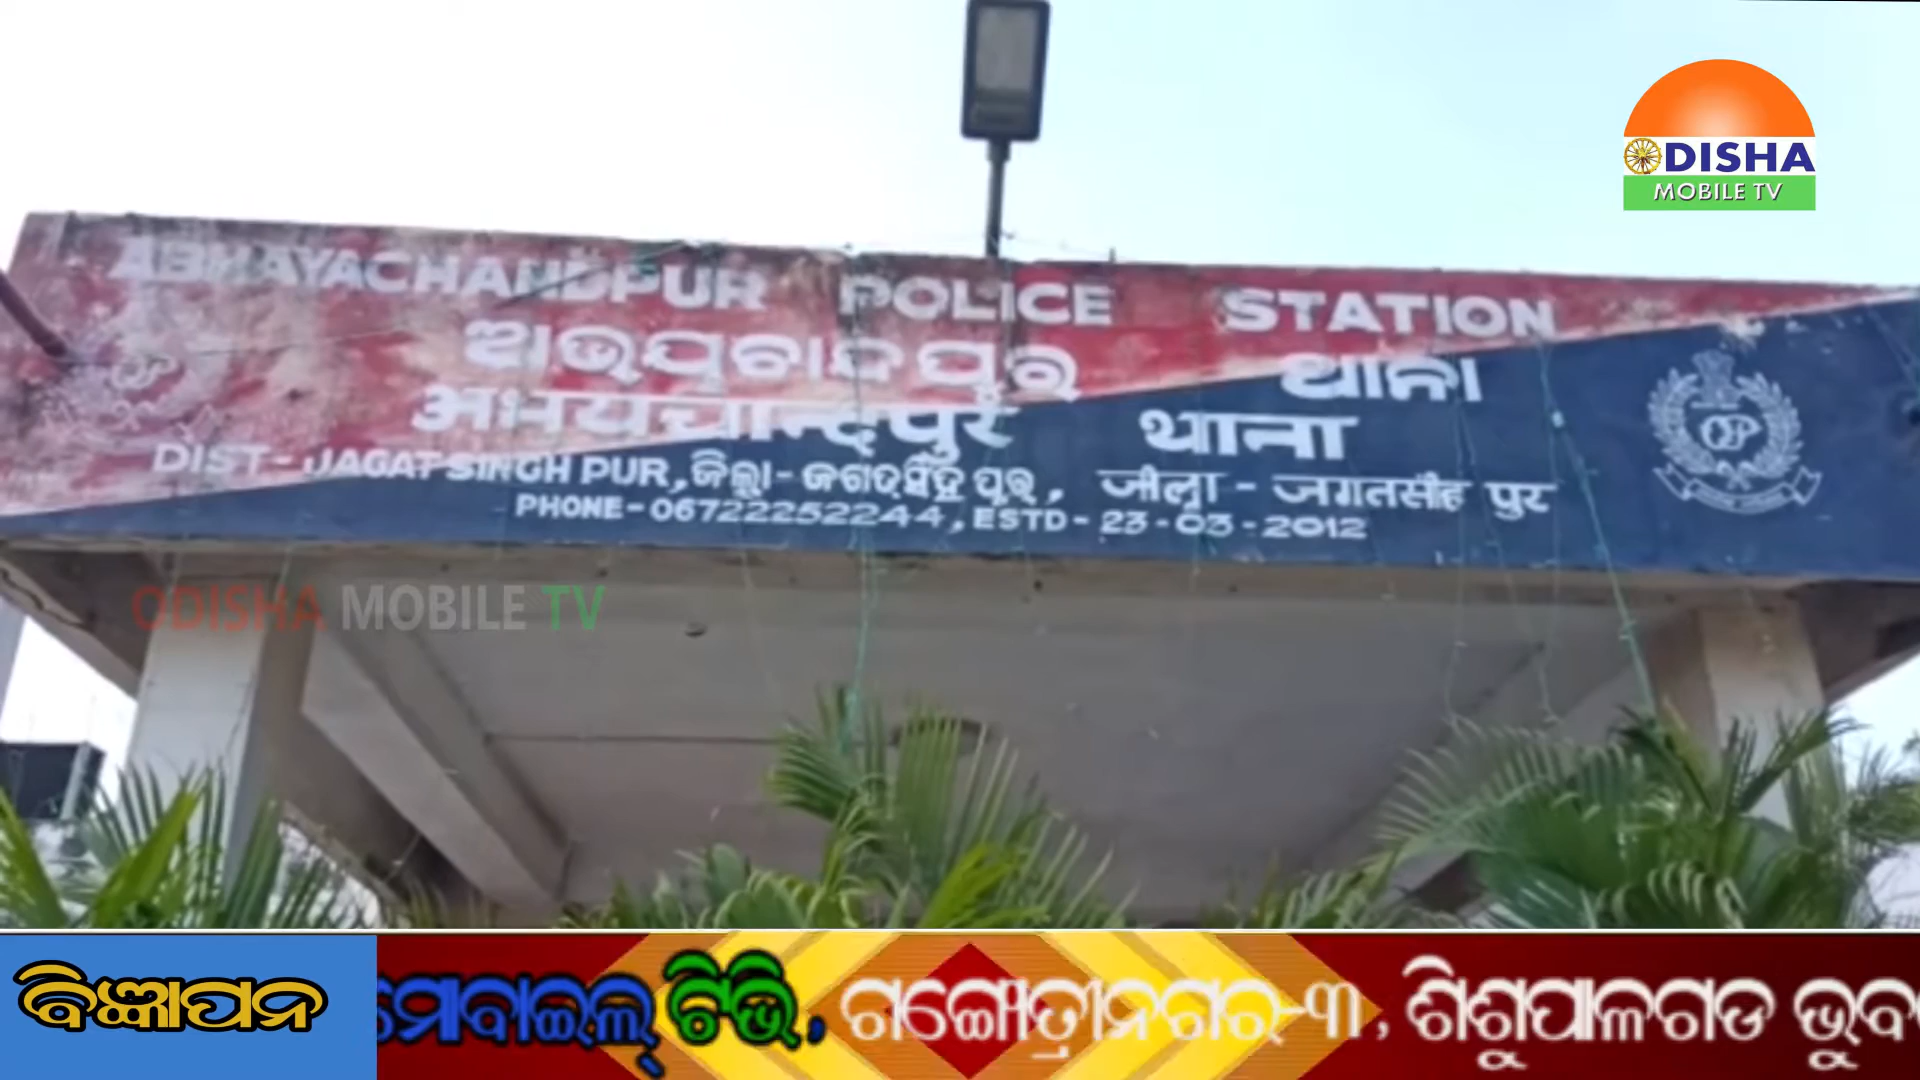 ODISHA
MOBILE TV
ABHAYACHANDPUR POLICE STATION
ଅଭୟଚାନ୍ଦପୁର ଥାନା
अभयचान्दपुर थाना
DIST- JAGATSINGH PUR, ଜିଲ୍ଲା- ଜଗତସିଂହ ପୁର, जीला - जगतसींह पुर
PHONE-06722252244, ESTD- 23-03-2012
ODISHA MOBILE TV
ବିଜ୍ଞାପନ
ମୋବାଇଲ୍ ଟିଭି, ଗଙ୍ଗୋତ୍ରୀନଗର-୩, ଶିଶୁପାଳଗଡ ଭୁବ